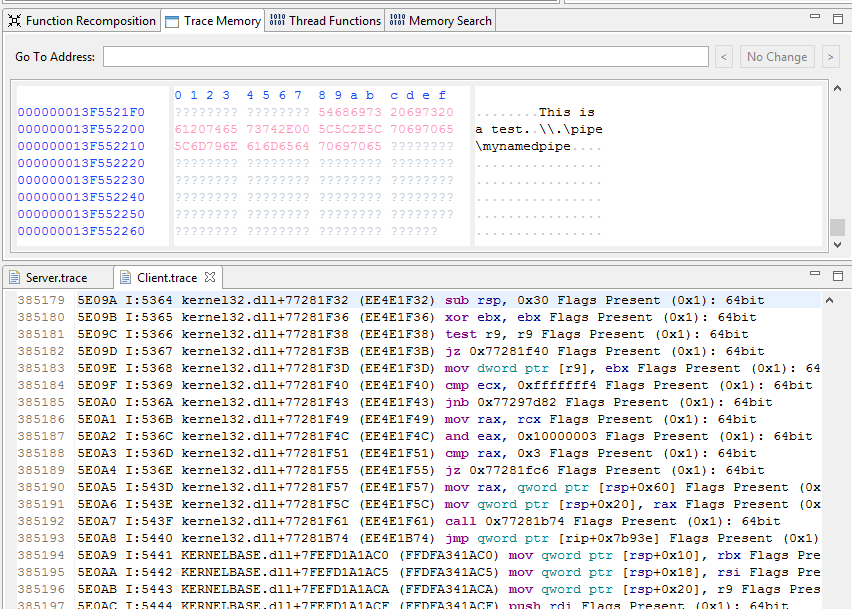 Function Recomposition Trace Memory Thread Functions Memory Search
Go To Address: < No Change >
0 1 2 3 4 5 6 7 8 9 a b c d e f
000000013F5521F0 ???????? ???????? 54686973 20697320 ........This is
000000013F552200 61207465 73742E00 5C5C2E5C 70697065 a test..\\.\pipe
000000013F552210 5C6D796E 616D6564 70697065 ???????? \mynamedpipe....
000000013F552220 ???????? ???????? ???????? ???????? ................
000000013F552230 ???????? ???????? ???????? ???????? ................
000000013F552240 ???????? ???????? ???????? ???????? ................
000000013F552250 ???????? ???????? ???????? ???????? ................
000000013F552260 ???????? ???????? ???????? ?????? ................
Server.trace Client.trace
385179 5E09A I:5364 kernel32.dll+77281F32 (EE4E1F32) sub rsp, 0x30 Flags Present (0x1): 64bit
385180 5E09B I:5365 kernel32.dll+77281F36 (EE4E1F36) xor ebx, ebx Flags Present (0x1): 64bit
385181 5E09C I:5366 kernel32.dll+77281F38 (EE4E1F38) test r9, r9 Flags Present (0x1): 64bit
385182 5E09D I:5367 kernel32.dll+77281F3B (EE4E1F3B) jz 0x77281f40 Flags Present (0x1): 64bit
385183 5E09E I:5368 kernel32.dll+77281F3D (EE4E1F3D) mov dword ptr [r9], ebx Flags Present (0x1): 64
385184 5E09F I:5369 kernel32.dll+77281F40 (EE4E1F40) cmp ecx, 0xfffffff4 Flags Present (0x1): 64bit
385185 5E0A0 I:536A kernel32.dll+77281F43 (EE4E1F43) jnb 0x77297d82 Flags Present (0x1): 64bit
385186 5E0A1 I:536B kernel32.dll+77281F49 (EE4E1F49) mov rax, rcx Flags Present (0x1): 64bit
385187 5E0A2 I:536C kernel32.dll+77281F4C (EE4E1F4C) and eax, 0x10000003 Flags Present (0x1): 64bit
385188 5E0A3 I:536D kernel32.dll+77281F51 (EE4E1F51) cmp rax, 0x3 Flags Present (0x1): 64bit
385189 5E0A4 I:536E kernel32.dll+77281F55 (EE4E1F55) jz 0x77281fc6 Flags Present (0x1): 64bit
385190 5E0A5 I:543D kernel32.dll+77281F57 (EE4E1F57) mov rax, qword ptr [rsp+0x60] Flags Present (0x
385191 5E0A6 I:543E kernel32.dll+77281F5C (EE4E1F5C) mov qword ptr [rsp+0x20], rax Flags Present (0x
385192 5E0A7 I:543F kernel32.dll+77281F61 (EE4E1F61) call 0x77281b74 Flags Present (0x1): 64bit
385193 5E0A8 I:5440 kernel32.dll+77281B74 (EE4E1B74) jmp qword ptr [rip+0x7b93e] Flags Present (0x1)
385194 5E0A9 I:5441 KERNELBASE.dll+7FEFD1A1AC0 (FFDFA341AC0) mov qword ptr [rsp+0x10], rbx Flags Pre
385195 5E0AA I:5442 KERNELBASE.dll+7FEFD1A1AC5 (FFDFA341AC5) mov qword ptr [rsp+0x18], rsi Flags Pre
385196 5E0AB I:5443 KERNELBASE.dll+7FEFD1A1ACA (FFDFA341ACA) mov qword ptr [rsp+0x20], r9 Flags Pres
385197 5E0AC I:5444 KERNELBASE.dll+7FEFD1A1ACF (FFDFA341ACF) push rdi Flags Present (0x1): 64bit